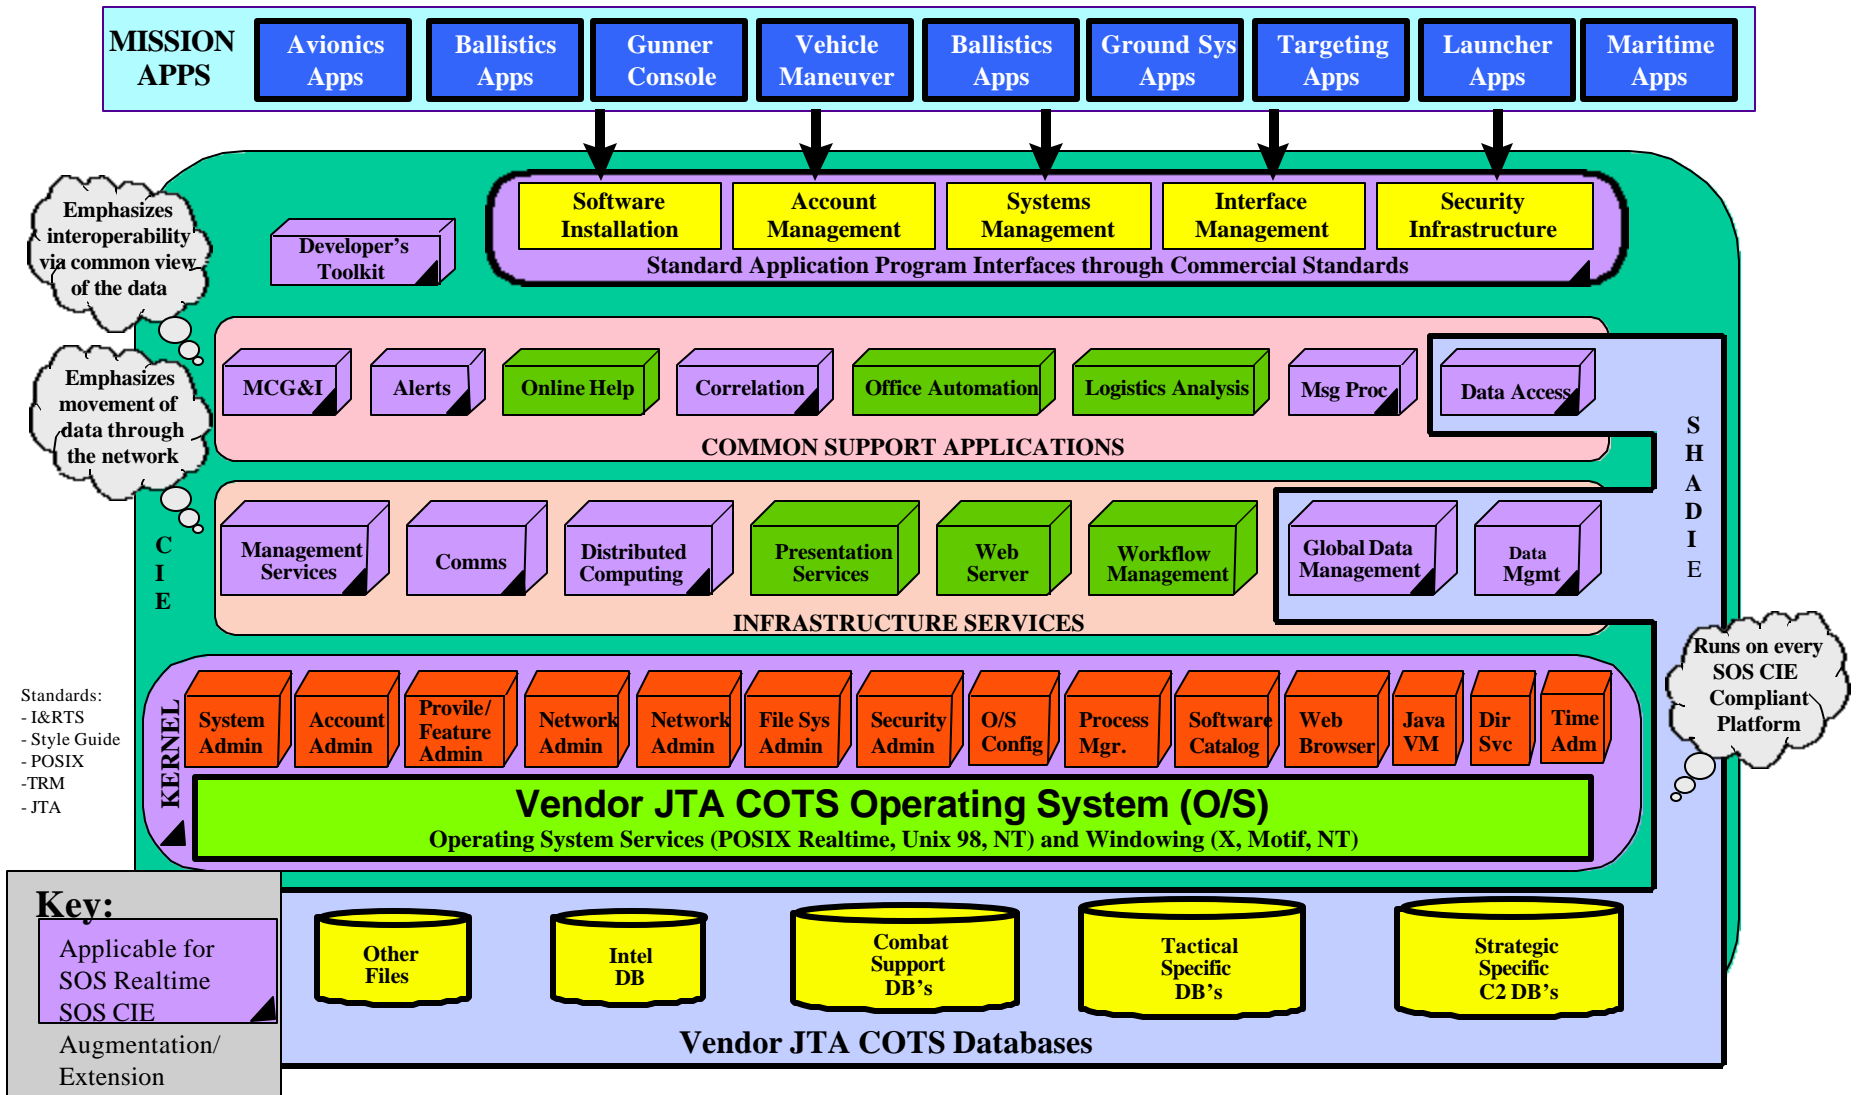 MISSION
APPS
Avionics
Apps
Ballistics
Apps
Gunner
Console
Vehicle
Maneuver
Ballistics
Apps
Ground Sys
Apps
Targeting
Apps
Launcher
Apps
Maritime
Apps
Emphasizes
interoperability
via common view
of the data
Developer's
Toolkit
Software
Installation
Account
Management
Systems
Management
Interface
Management
Security
Infrastructure
Standard Application Program Interfaces through Commercial Standards
Emphasizes
movement of
data through
the network
MCG&I
Alerts
Online Help
Correlation
Office Automation
Logistics Analysis
Msg Proc
Data Access
COMMON SUPPORT APPLICATIONS
S
H
A
D
I
E
C
I
E
Management
Services
Comms
Distributed
Computing
Presentation
Services
Web
Server
Workflow
Management
Global Data
Management
Data
Mgmt
INFRASTRUCTURE SERVICES
Runs on every
SOS CIE
Compliant
Platform
Standards:
- I&RTS
- Style Guide
- POSIX
-TRM
- JTA
KERNEL
System
Admin
Account
Admin
Provile/
Feature
Admin
Network
Admin
Network
Admin
File Sys
Admin
Security
Admin
O/S
Config
Process
Mgr.
Software
Catalog
Web
Browser
Java
VM
Dir
Svc
Time
Adm
Vendor JTA COTS Operating System (O/S)
Operating System Services (POSIX Realtime, Unix 98, NT) and Windowing (X, Motif, NT)
Key:
Applicable for
SOS Realtime
SOS CIE
Augmentation/
Extension
Other
Files
Intel
DB
Combat
Support
DB's
Tactical
Specific
DB's
Strategic
Specific
C2 DB's
Vendor JTA COTS Databases